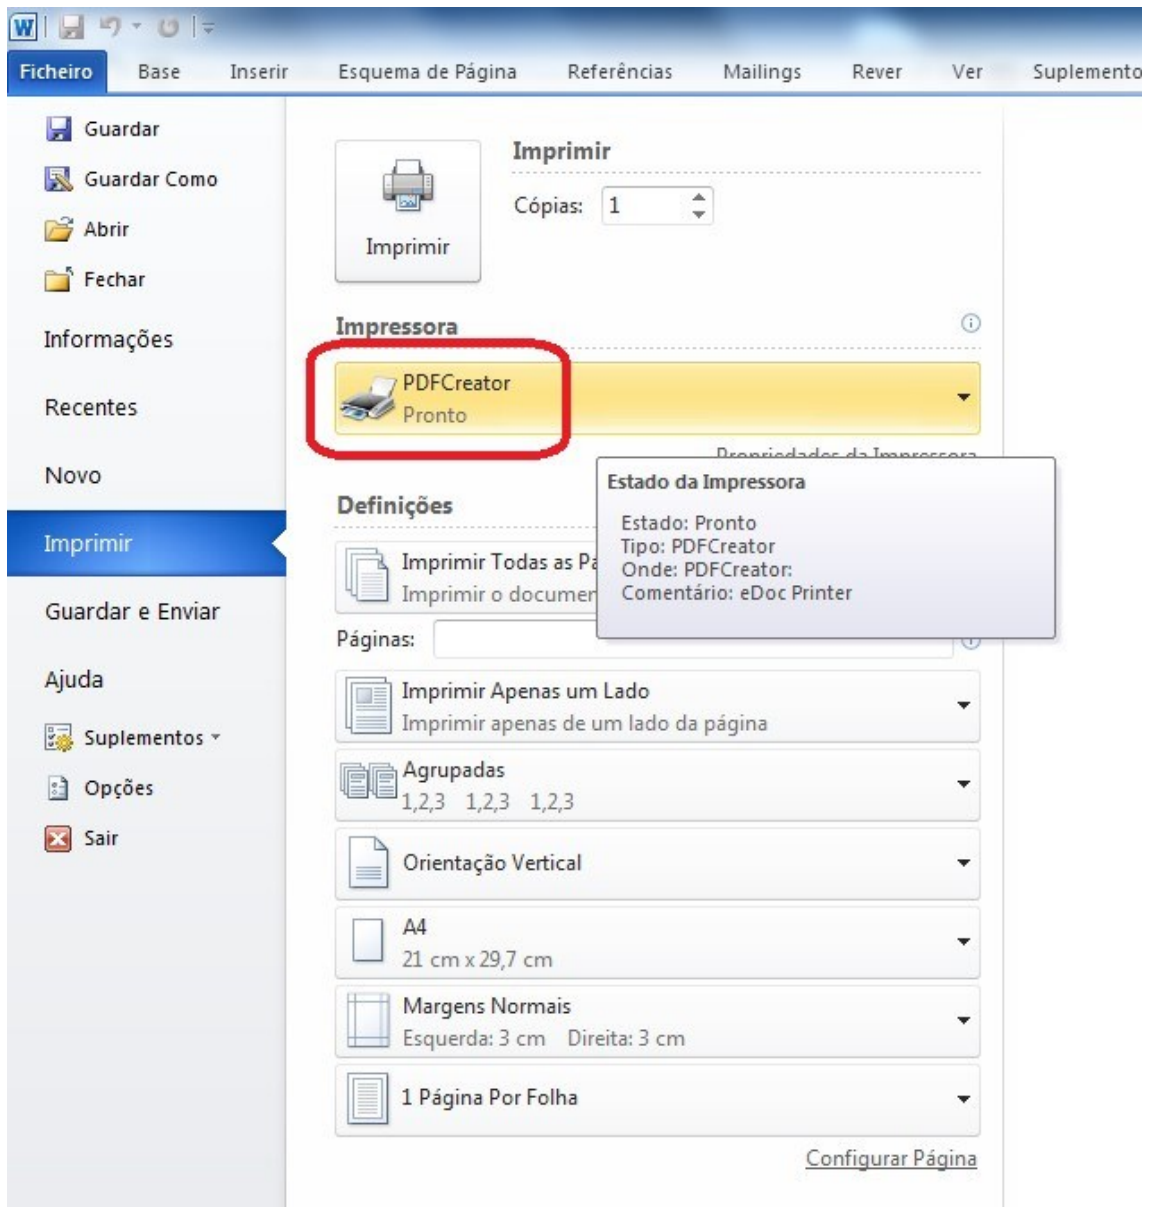 Ficheiro Base Inserir Esquema de Página Referências Mailings Rever Ver Suplemento
Guardar
Guardar Como
Abrir
Fechar
Informações
Recentes
Novo
Imprimir
Guardar e Enviar
Ajuda
Suplementos
Opções
Sair
Imprimir
Imprimir
Cópias: 1
Impressora
PDFCreator
Pronto
Propriedades da Impressora
Estado da Impressora
Estado: Pronto
Tipo: PDFCreator
Onde: PDFCreator:
Comentário: eDoc Printer
Definições
Imprimir Todas as Pá
Imprimir o documen
Páginas:
Imprimir Apenas um Lado
Imprimir apenas de um lado da página
Agrupadas
1,2,3 1,2,3 1,2,3
Orientação Vertical
A4
21 cm x 29,7 cm
Margens Normais
Esquerda: 3 cm Direita: 3 cm
1 Página Por Folha
Configurar Página